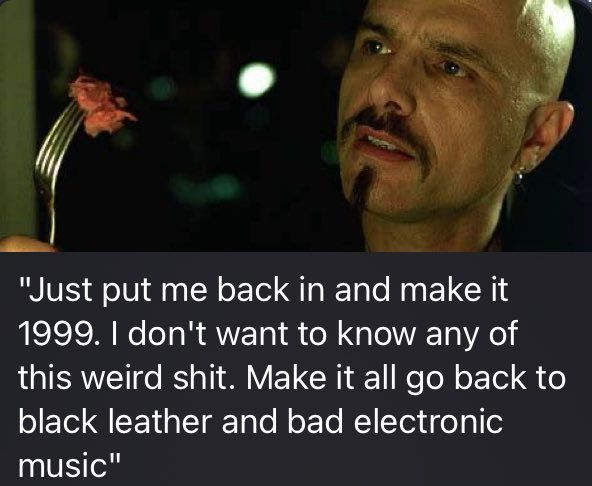 "Just put me back in and make it
1999. I don't want to know any of
this weird shit. Make it all go back to
black leather and bad electronic
music"